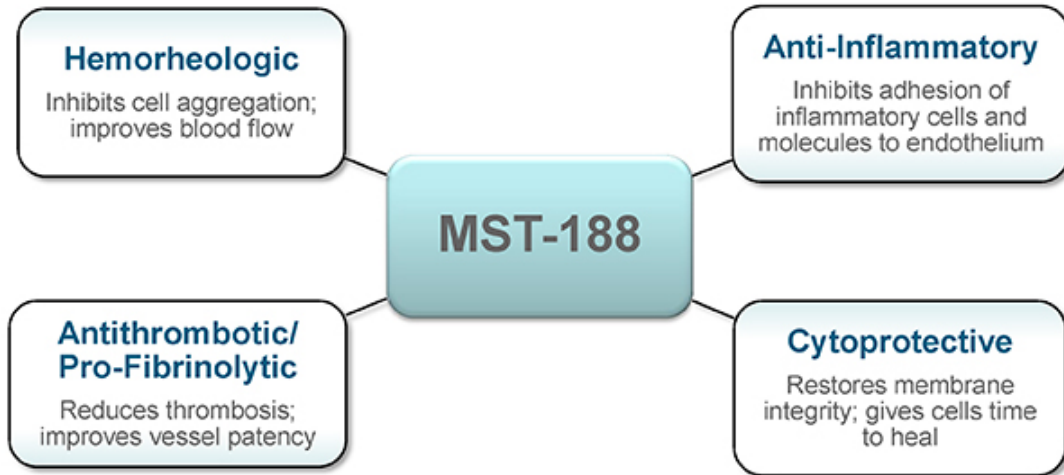 Hemorheologic
Inhibits cell aggregation;
improves blood flow
Anti-Inflammatory
Inhibits adhesion of
inflammatory cells and
molecules to endothelium
MST-188
Antithrombotic/
Pro-Fibrinolytic
Reduces thrombosis;
improves vessel patency
Cytoprotective
Restores membrane
integrity; gives cells time
to heal